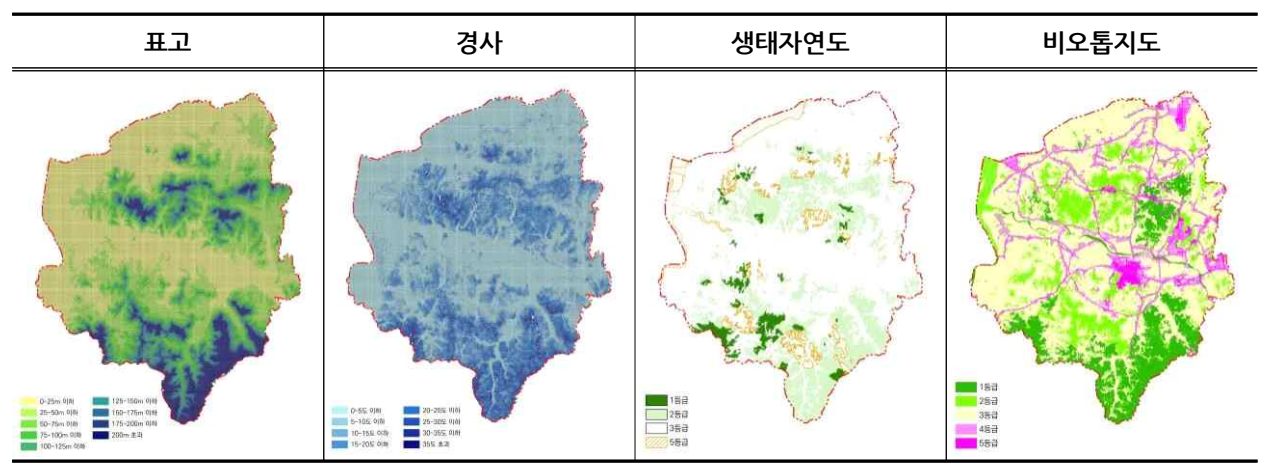 표고 경사 생태자연도 비오톱지도
M
0-25m 이하 125-150m 이하
25-50m 이하 150-175m 이하
50-75m 이하 175-200m 이하
75-100m 이하 200m 초과
100-125m 이하
0-5도 이하 20-25도 이하
5-10도 이하 25-30도 이하
10-15도 이하 30-35도 이하
15-20도 이하 35도 초과
1등급
2등급
3등급
5등급
1등급
2등급
3등급
4등급
5등급